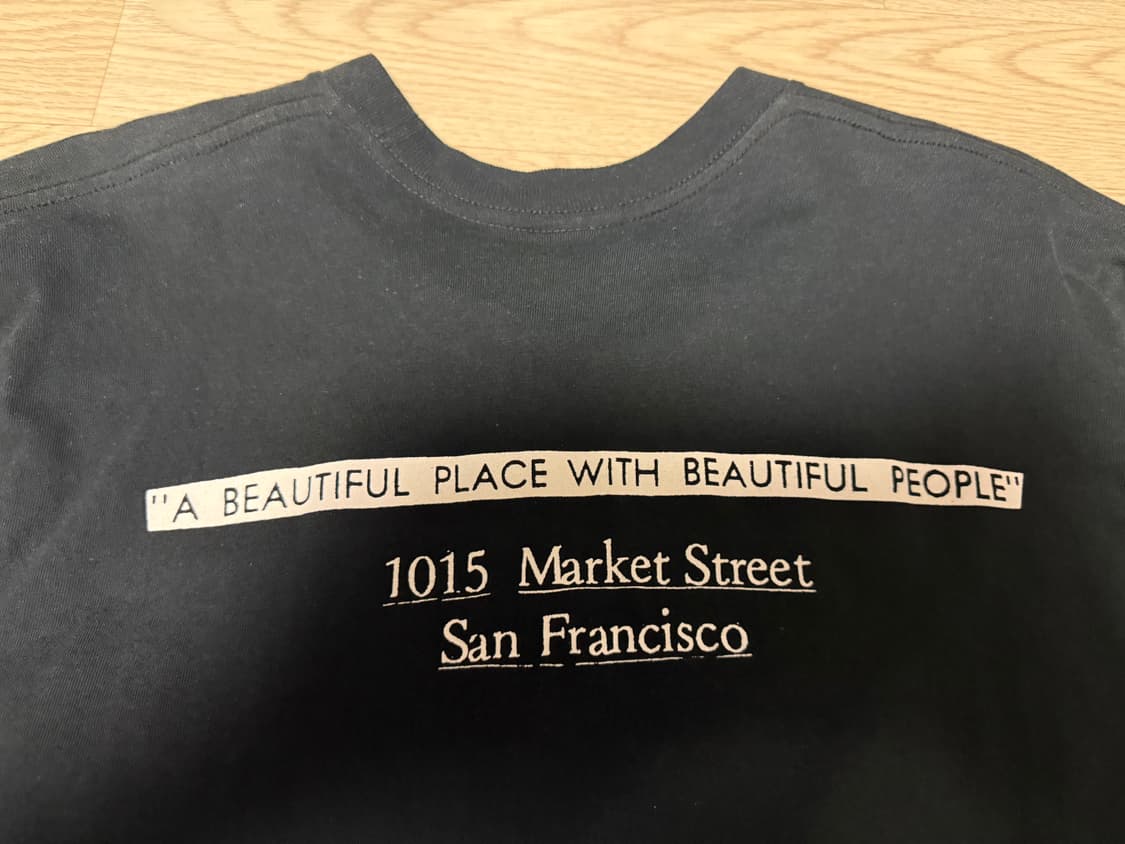 "A BEAUTIFUL PLACE WITH BEAUTIFUL PEOPLE"
1015 Market Street
San Francisco